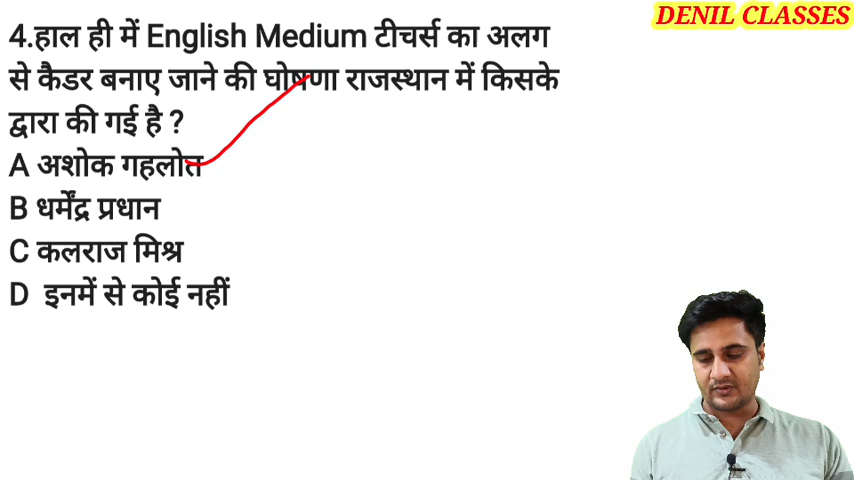 DENIL CLASSES
4.हाल ही में English Medium टीचर्स का अलग
से कैडर बनाए जाने की घोषणा राजस्थान में किसके
द्वारा की गई है ?
A अशोक गहलोत
B धर्मेंद्र प्रधान
C कलराज मिश्र
D इनमें से कोई नहीं